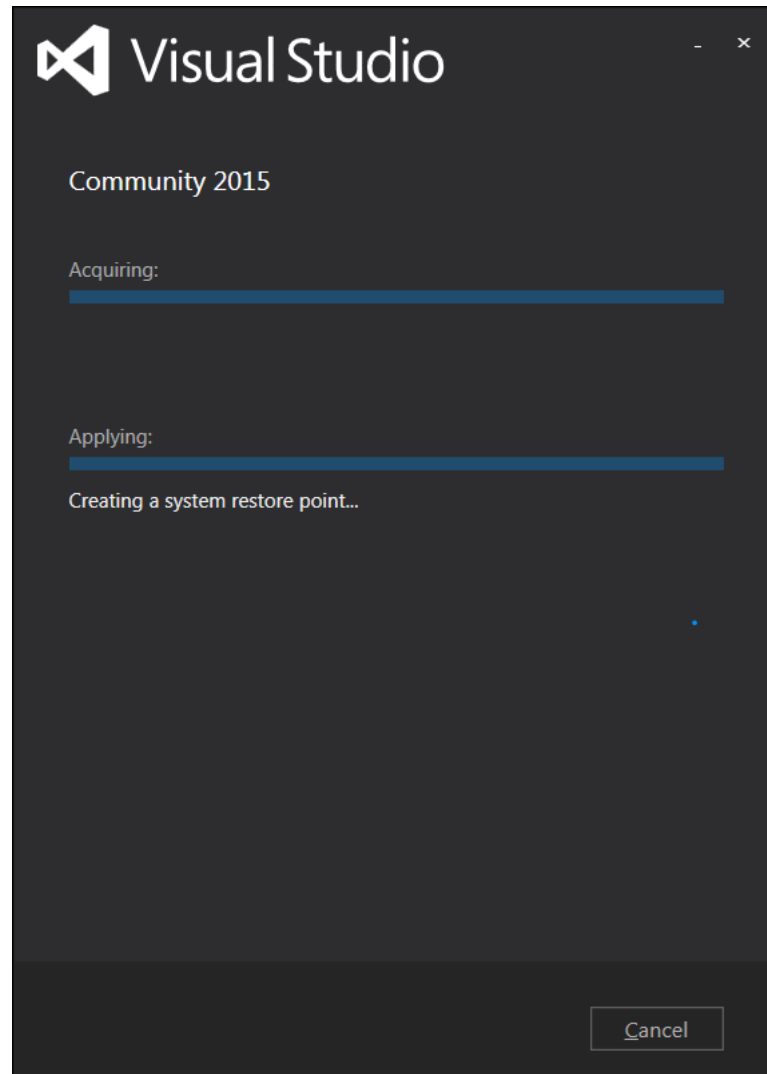 Visual Studio
Community 2015
Acquiring:
Applying:
Creating a system restore point...
Cancel